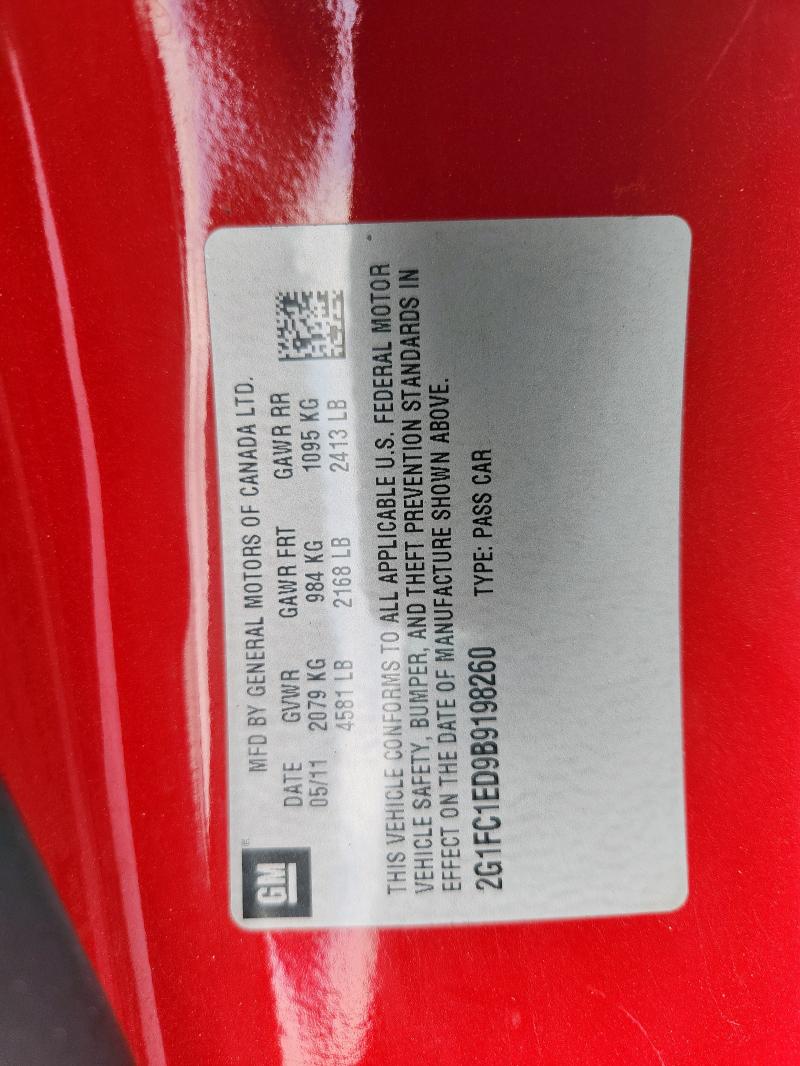 GM
MFD BY GENERAL MOTORS OF CANADA LTD.
DATE GVWR GAWR FRT GAWR RR
05/11 2079 KG 984 KG 1095 KG
4581 LB 2168 LB 2413 LB
THIS VEHICLE CONFORMS TO ALL APPLICABLE U.S. FEDERAL MOTOR
VEHICLE SAFETY, BUMPER, AND THEFT PREVENTION STANDARDS IN
EFFECT ON THE DATE OF MANUFACTURE SHOWN ABOVE.
2G1FC1ED9B9198260 TYPE: PASS CAR